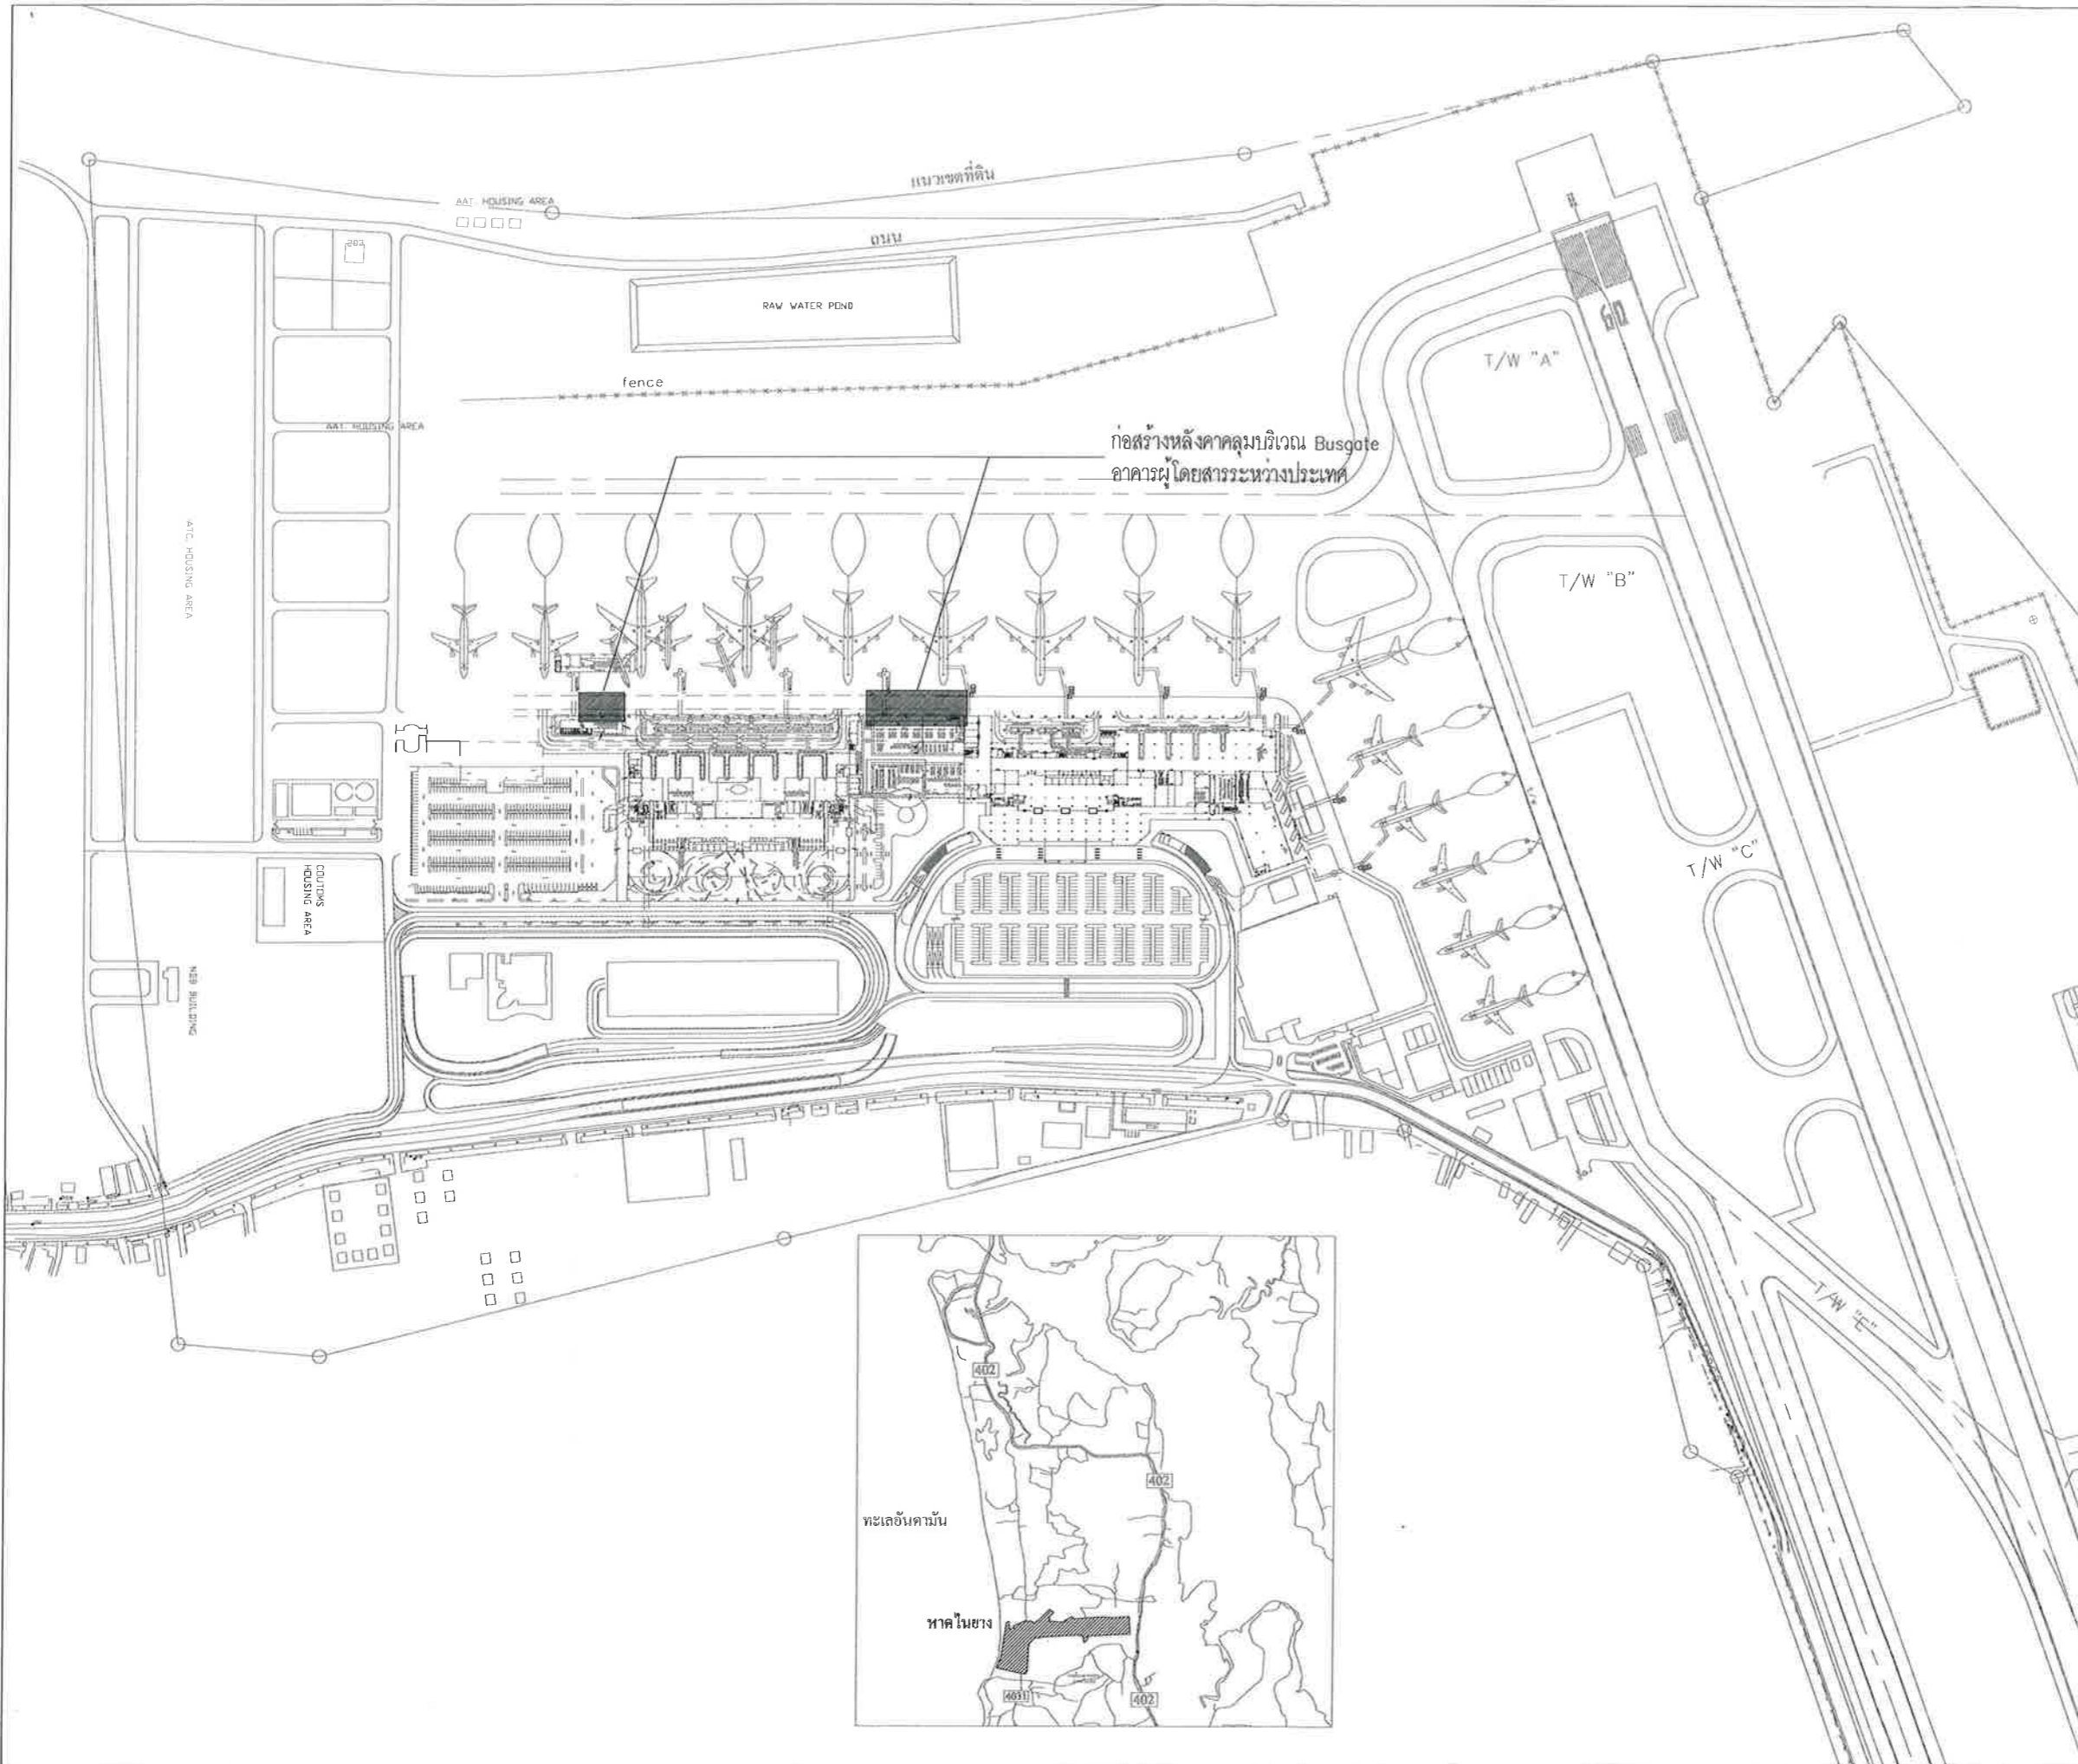 แนวเขตที่ดิน
AAT. HOUSING AREA
ถนน
RAW WATER POND
fence
09
T/W "A"
AAT. HOUSING AREA
ก่อสร้างหลังคาคลุมบริเวณ Busgate
อาคารผู้โดยสารระหว่างประเทศ
ATC. HOUSING AREA
T/W "B"
T/W "C"
COUTOMS
HOUSING AREA
NDB BUILDING
T/W "E"
402
402
ทะเลอันดามัน
หาดในยาง
4031
402